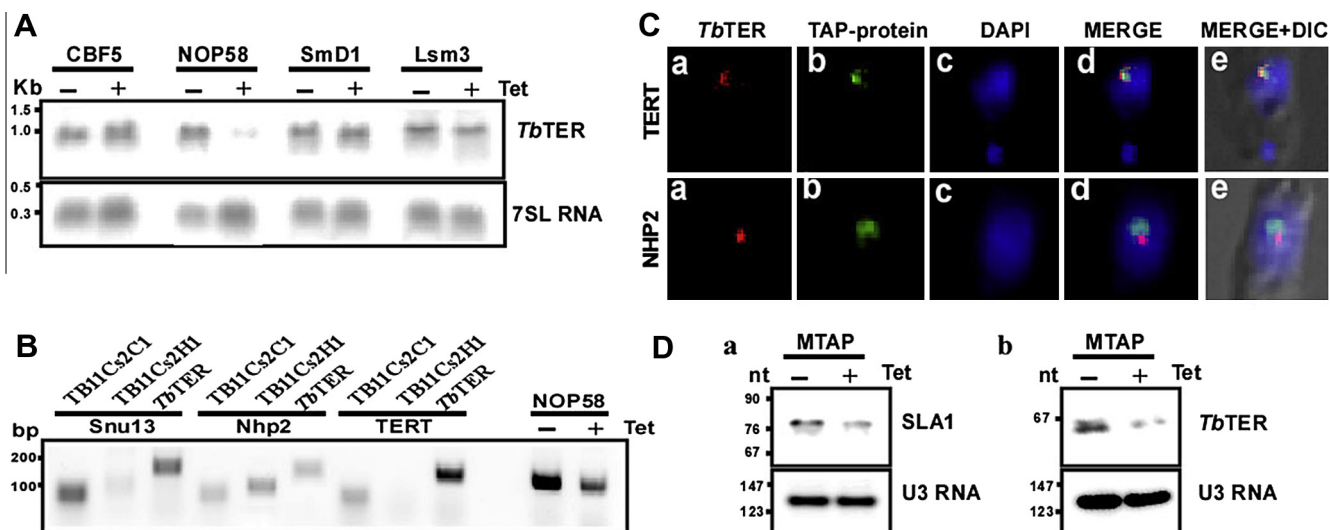 A
CBF5 NOP58 SmD1 Lsm3
Kb − + − + − + − + Tet
1.5
1.0
TbTER
0.5
0.3
7SL RNA
B
TB11Cs2C1 TB11Cs2H1 TbTER TB11Cs2C1 TB11Cs2H1 TbTER TB11Cs2C1 TB11Cs2H1 TbTER
Snu13 Nhp2 TERT NOP58
bp − + Tet
200
100
C
TbTER TAP-protein DAPI MERGE MERGE+DIC
TERT
a b c d e
NHP2
a b c d e
D
a
MTAP
nt − + Tet
90
76
67
SLA1
147
123
U3 RNA
b
MTAP
nt − + Tet
67
TbTER
147
123
U3 RNA